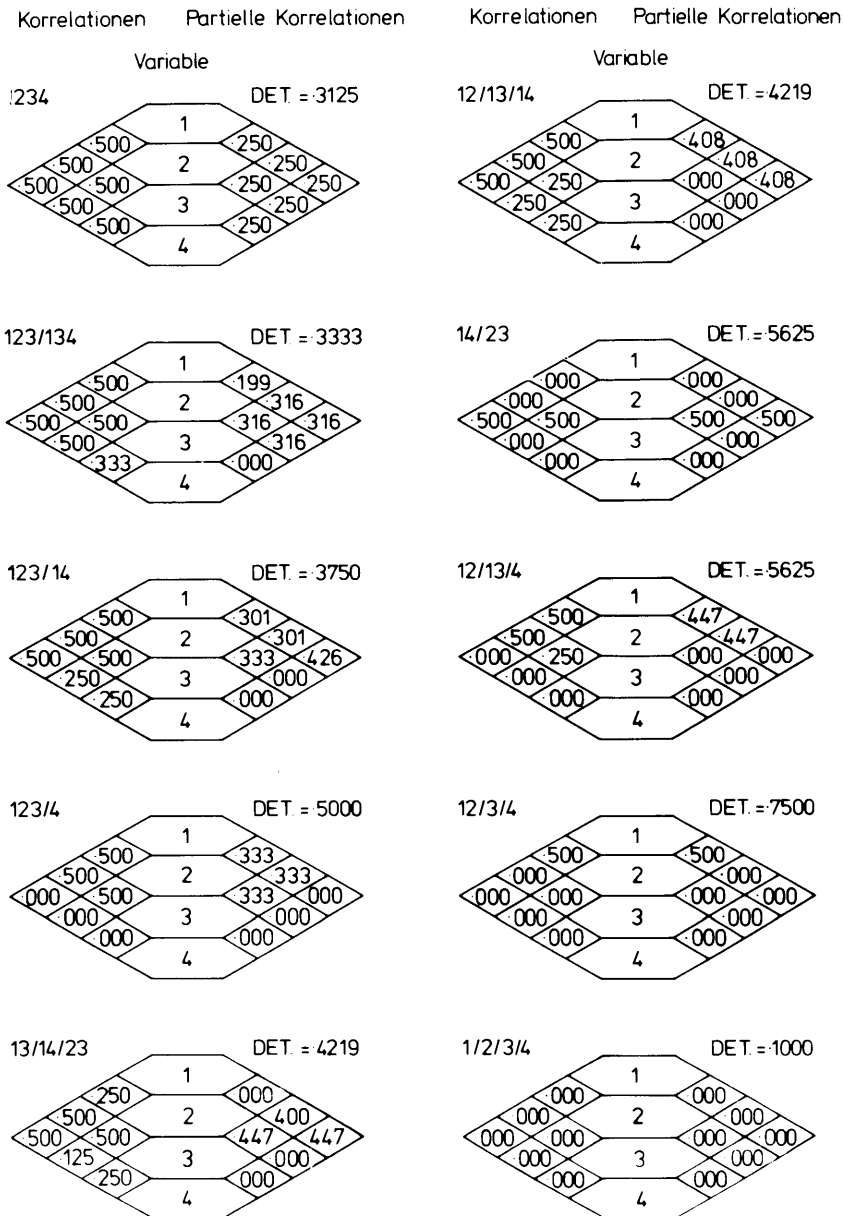 Korrelationen Partielle Korrelationen
Variable
1234 DET. = ·3125
1
·500 ·250
·500 2 ·250
·500 ·500 ·250 ·250
·500 3 ·250
·500 ·250
4
123/134 DET. = ·3333
1
·500 ·199
·500 2 ·316
·500 ·500 ·316 ·316
·500 3 ·316
·333 ·000
4
123/14 DET. = ·3750
1
·500 ·301
·500 2 ·301
·500 ·500 ·333 ·426
·250 3 ·000
·250 ·000
4
123/4 DET. = ·5000
1
·500 ·333
·500 2 ·333
·000 ·500 ·333 ·000
·000 3 ·000
·000 ·000
4
13/14/23 DET. = ·4219
1
·250 ·000
·500 2 ·400
·500 ·500 ·447 ·447
·125 3 ·000
·250 ·000
4
Korrelationen Partielle Korrelationen
Variable
12/13/14 DET. = ·4219
1
·500 ·408
·500 2 ·408
·500 ·250 ·000 ·408
·250 3 ·000
·250 ·000
4
14/23 DET. = ·5625
1
·000 ·000
·000 2 ·000
·500 ·500 ·500 ·500
·000 3 ·000
·000 ·000
4
12/13/4 DET. = ·5625
1
·500 ·447
·500 2 ·447
·000 ·250 ·000 ·000
·000 3 ·000
·000 ·000
4
12/3/4 DET. = ·7500
1
·500 ·500
·000 2 ·000
·000 ·000 ·000 ·000
·000 3 ·000
·000 ·000
4
1/2/3/4 DET. = ·1000
1
·000 ·000
·000 2 ·000
·000 ·000 ·000 ·000
·000 3 ·000
·000 ·000
4